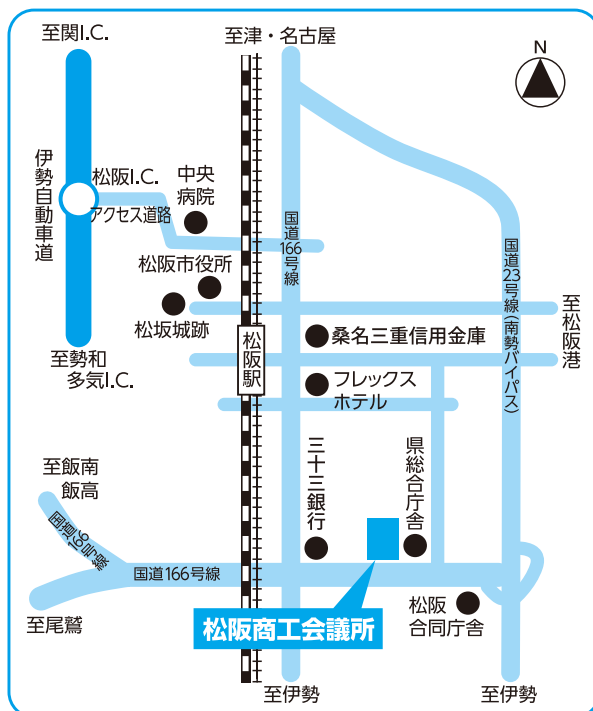 至関I.C.
至津・名古屋
N
伊勢自動車道
松阪I.C.
アクセス道路
中央
病院
国道166号線
松阪市役所
松坂城跡
国道23号線(南勢バイパス)
至松阪港
至勢和
多気I.C.
松阪駅
桑名三重信用金庫
フレックス
ホテル
至飯南
飯高
国道166号線
三十三銀行
県総合庁舎
国道166号線
松阪商工会議所
松阪
合同庁舎
至尾鷲
至伊勢
至伊勢